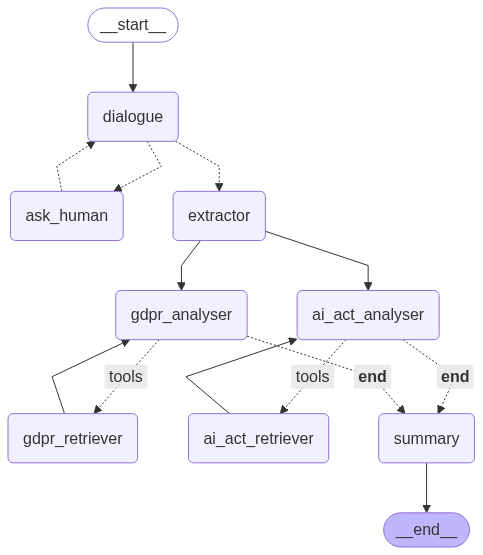 __start__
dialogue
ask_human
extractor
gdpr_analyser
ai_act_analyser
tools
end
tools
end
gdpr_retriever
ai_act_retriever
summary
__end__